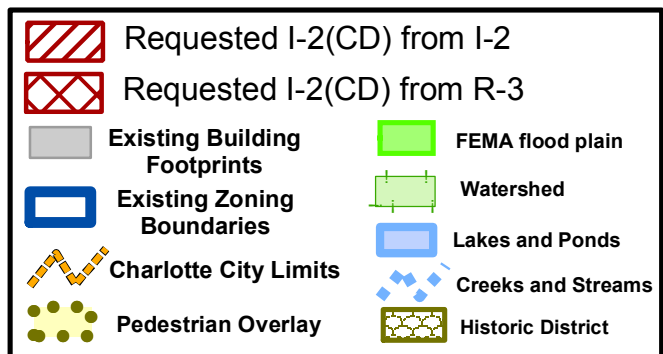 Requested I-2(CD) from I-2
Requested I-2(CD) from R-3
Existing Building
Footprints
Existing Zoning
Boundaries
Charlotte City Limits
Pedestrian Overlay
FEMA flood plain
Watershed
Lakes and Ponds
Creeks and Streams
Historic District